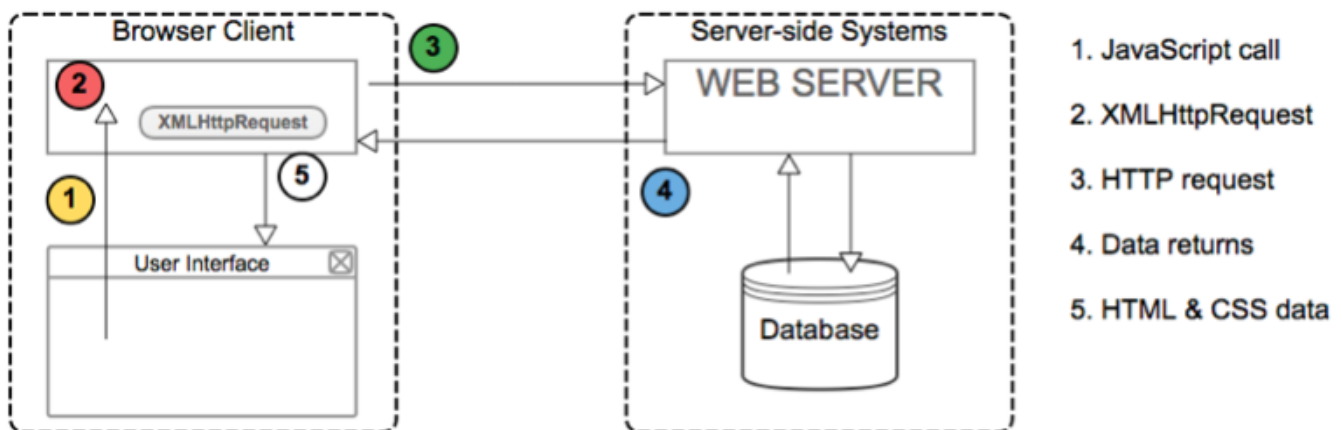 Browser Client
Server-side Systems
3
2
XMLHttpRequest
WEB SERVER
1
5
4
User Interface
Database
1. JavaScript call
2. XMLHttpRequest
3. HTTP request
4. Data returns
5. HTML & CSS data